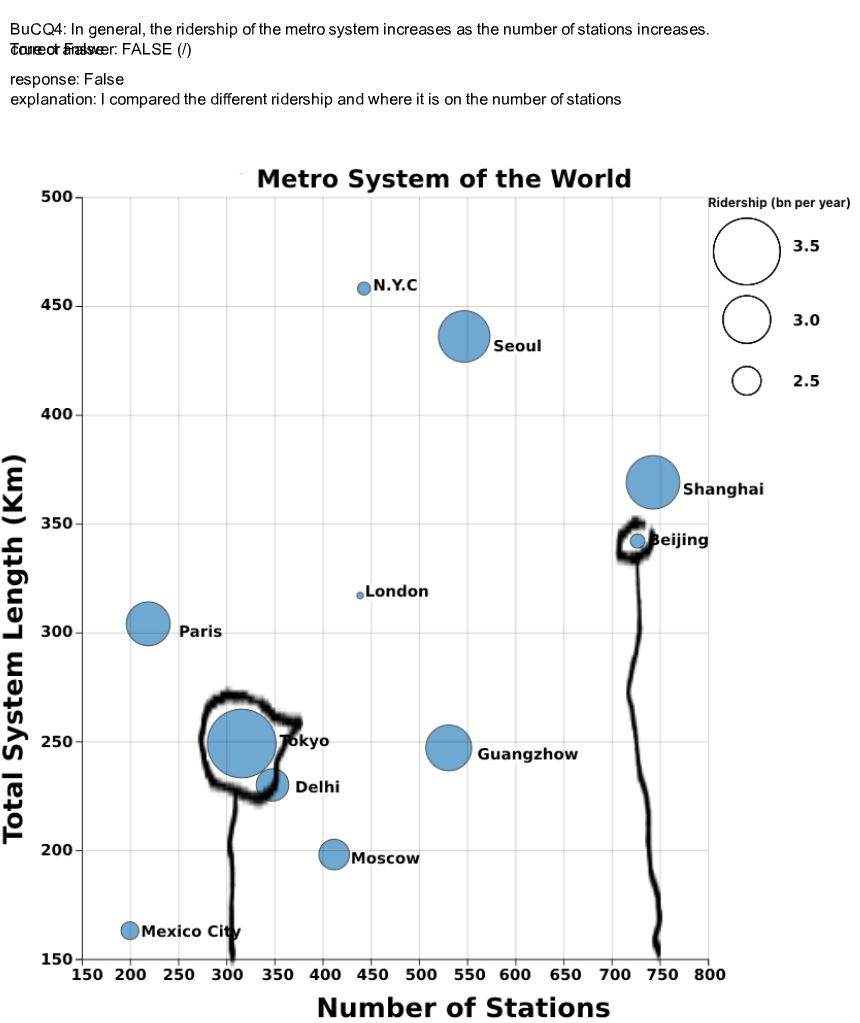 BuCQ4: In general, the ridership of the metro system increases as the number of stations increases.
True or False
correct answer: FALSE (/)
response: False
explanation: I compared the different ridership and where it is on the number of stations
Metro System of the World
Ridership (bn per year)
3.5
3.0
2.5
500
450
400
350
300
250
200
150
Total System Length (Km)
N.Y.C
Seoul
Shanghai
Beijing
London
Paris
Tokyo
Guangzhow
Delhi
Moscow
Mexico City
150 200 250 300 350 400 450 500 550 600 650 700 750 800
Number of Stations